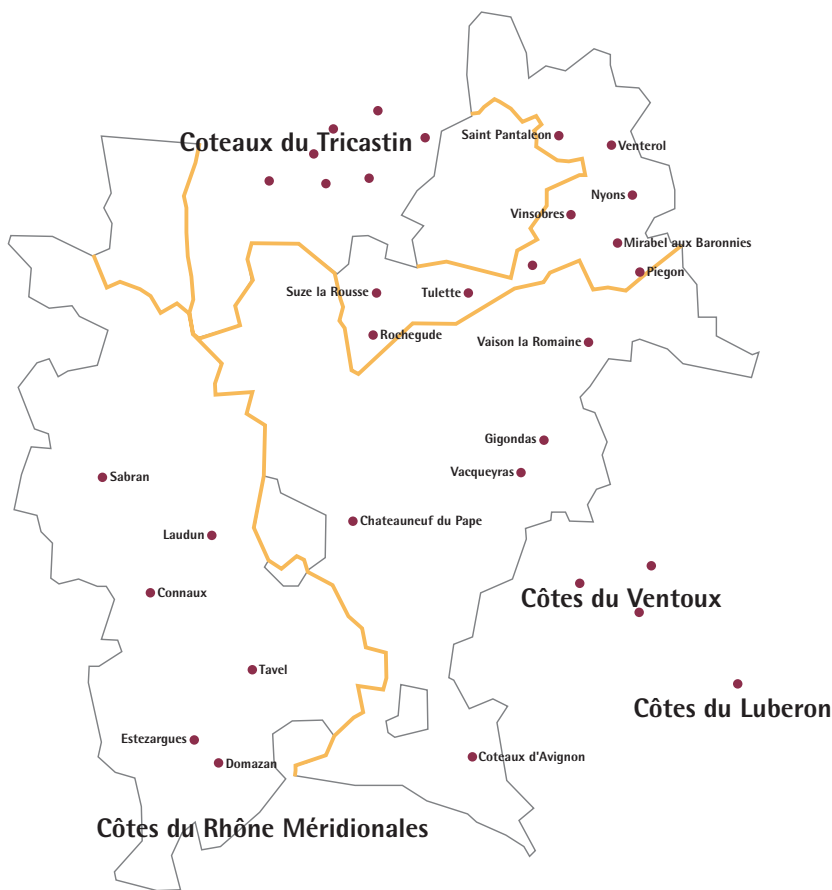 Saint Pantaleon
Coteaux du Tricastin
Venterol
Nyons
Vinsobres
Mirabel aux Baronnies
Piegon
Suze la Rousse
Tulette
Rochegude
Vaison la Romaine
Gigondas
Vacqueyras
Sabran
Chateauneuf du Pape
Laudun
Connaux
Côtes du Ventoux
Tavel
Côtes du Luberon
Estezargues
Coteaux d'Avignon
Domazan
Côtes du Rhône Méridionales